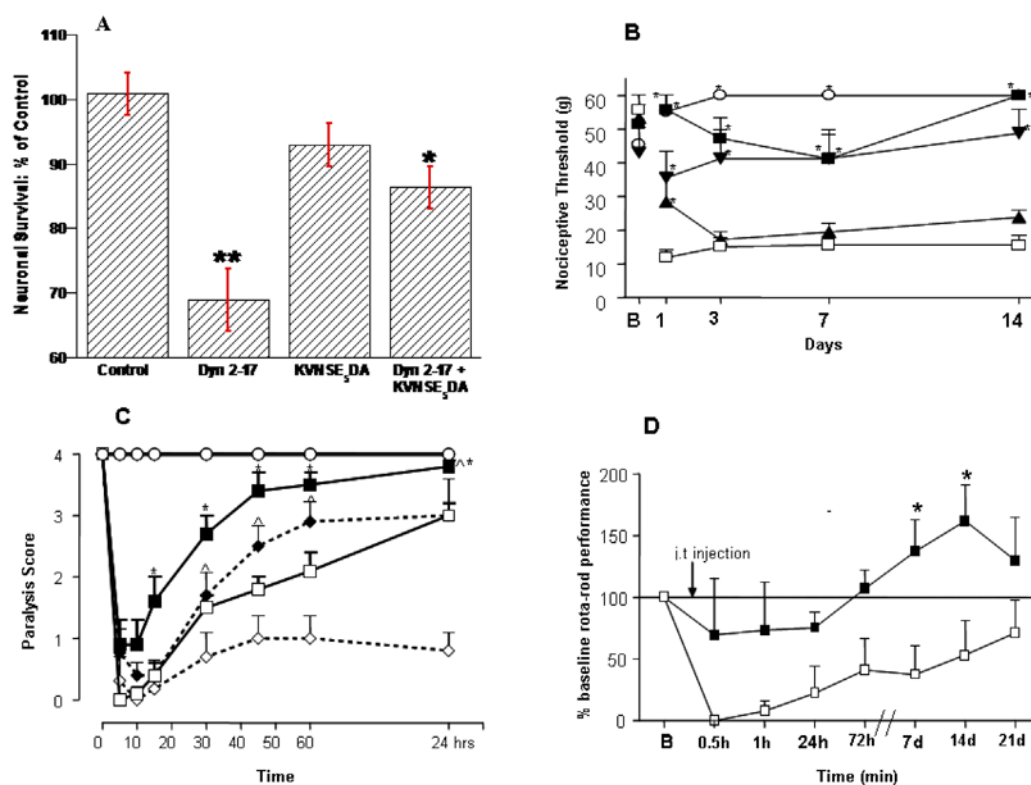 A
Neuronal Survival: % of Control
110
100
90
80
70
60
**
*
Control
Dyn 2-17
KVNSE5DA
Dyn 2-17 +
KVNSE5DA
B
Nociceptive Threshold (g)
60
50
40
30
20
10
0
B 1 3 7 14
Days
C
Paralysis Score
4
3
2
1
0
0 10 20 30 40 50 60 24 hrs
Time
^*
D
% baseline rota-rod performance
200
150
100
50
0
i.t injection
*
*
B 0.5h 1h 24h 72h // 7d 14d 21d
Time (min)